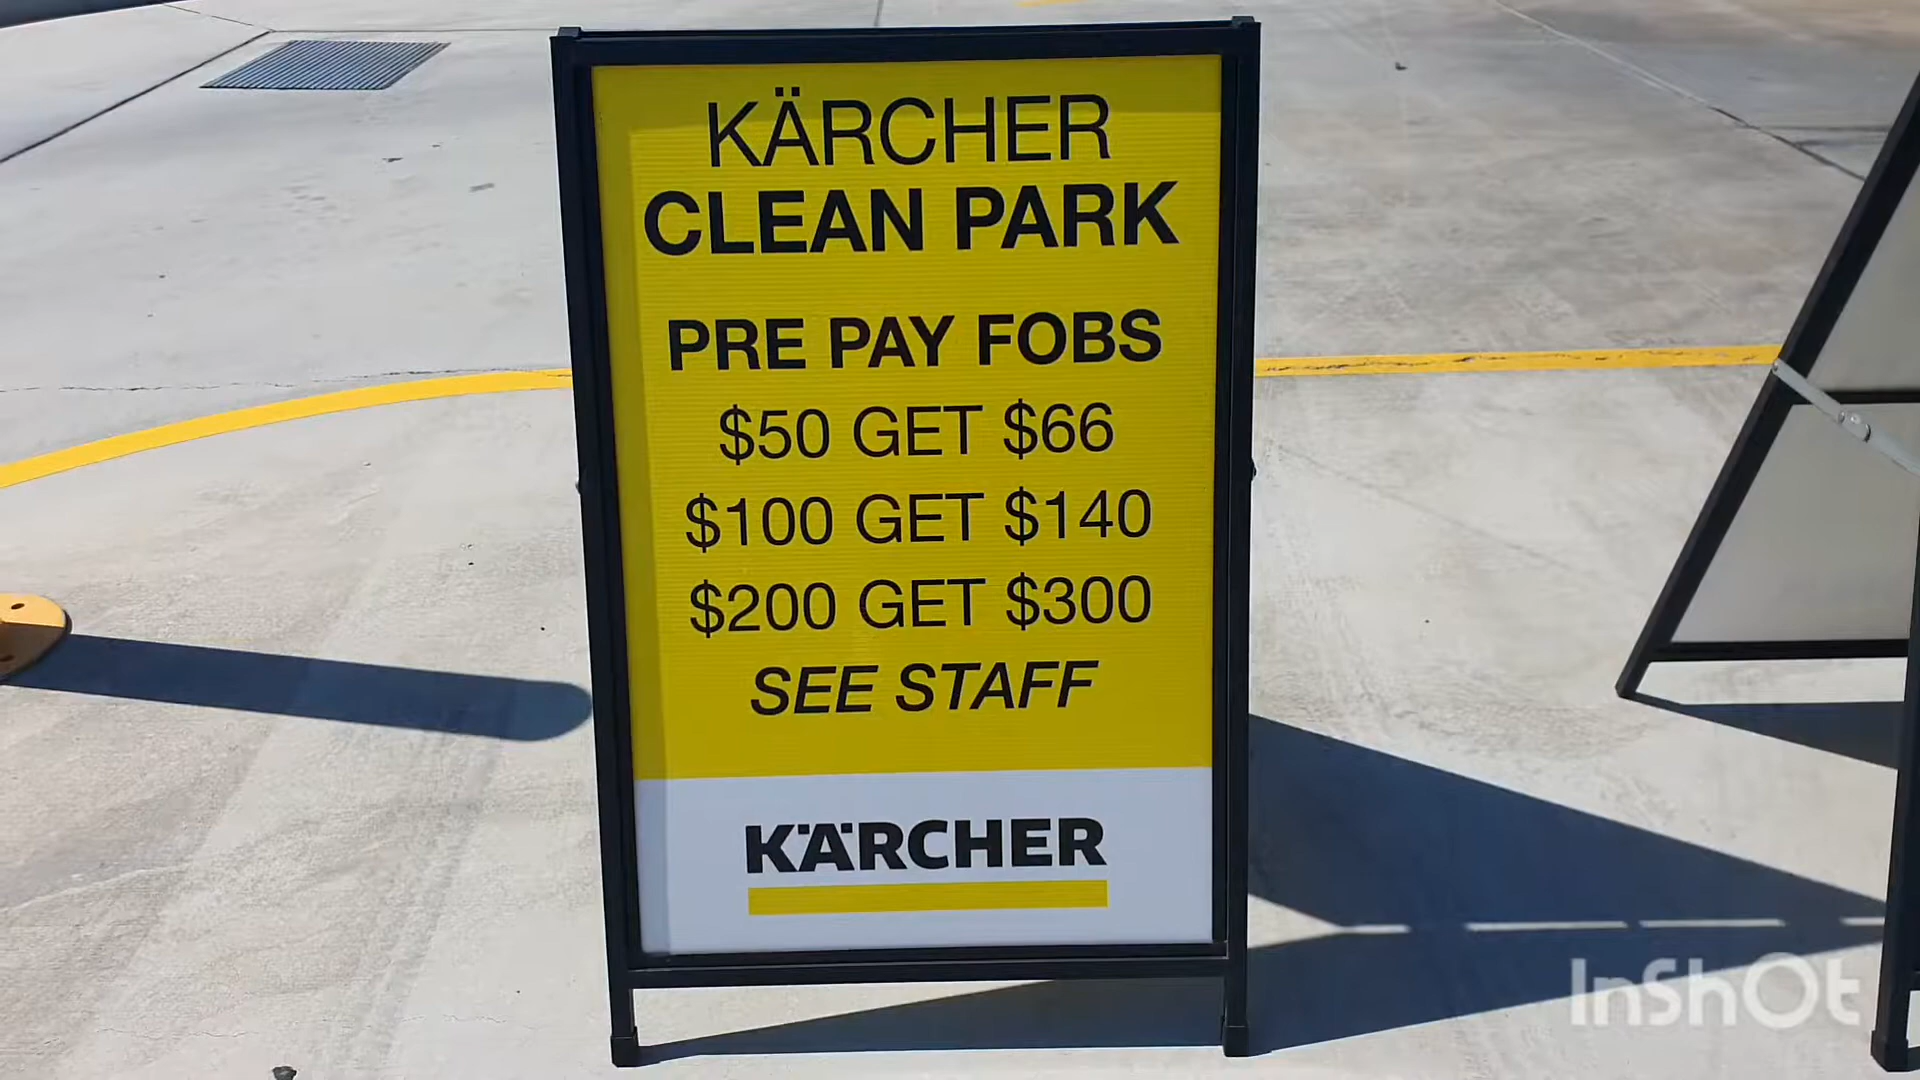 KÄRCHER
CLEAN PARK
PRE PAY FOBS
$50 GET $66
$100 GET $140
$200 GET $300
SEE STAFF
KÄRCHER
InShOt